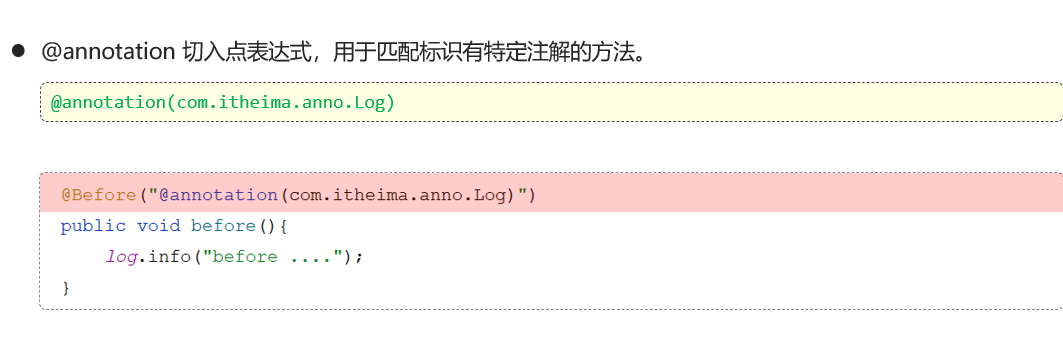 ● @annotation 切入点表达式，用于匹配标识有特定注解的方法。
@annotation(com.itheima.anno.Log)
@Before("@annotation(com.itheima.anno.Log)")
public void before(){
    log.info("before ....");
}